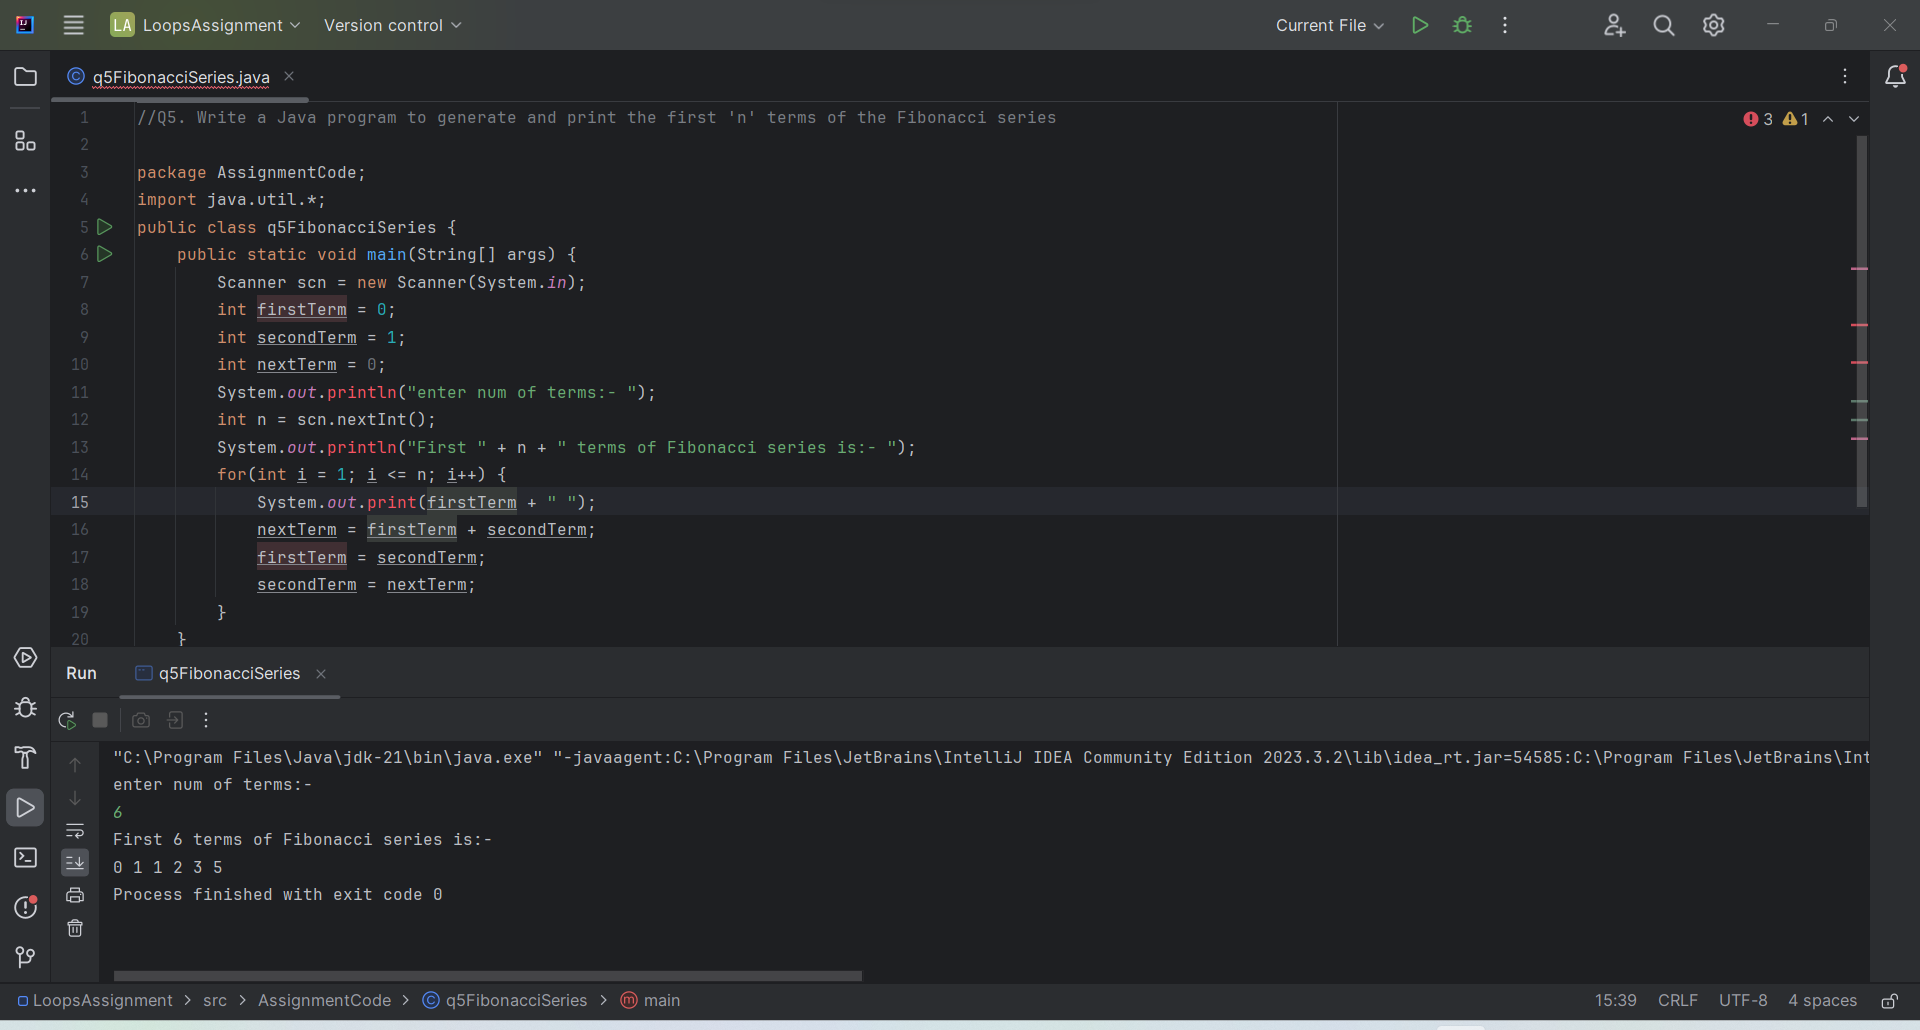 LA LoopsAssignment Version control Current File
q5FibonacciSeries.java
1 //Q5. Write a Java program to generate and print the first 'n' terms of the Fibonacci series
3 1
2
3 package AssignmentCode;
4 import java.util.*;
5 public class q5FibonacciSeries {
6 public static void main(String[] args) {
7 Scanner scn = new Scanner(System.in);
8 int firstTerm = 0;
9 int secondTerm = 1;
10 int nextTerm = 0;
11 System.out.println("enter num of terms:- ");
12 int n = scn.nextInt();
13 System.out.println("First " + n + " terms of Fibonacci series is:- ");
14 for(int i = 1; i <= n; i++) {
15 System.out.print(firstTerm + " ");
16 nextTerm = firstTerm + secondTerm;
17 firstTerm = secondTerm;
18 secondTerm = nextTerm;
19 }
20 }
Run q5FibonacciSeries
"C:\Program Files\Java\jdk-21\bin\java.exe" "-javaagent:C:\Program Files\JetBrains\IntelliJ IDEA Community Edition 2023.3.2\lib\idea_rt.jar=54585:C:\Program Files\JetBrains\Int
enter num of terms:-
6
First 6 terms of Fibonacci series is:-
0 1 1 2 3 5
Process finished with exit code 0
LoopsAssignment > src > AssignmentCode > q5FibonacciSeries > main 15:39 CRLF UTF-8 4 spaces